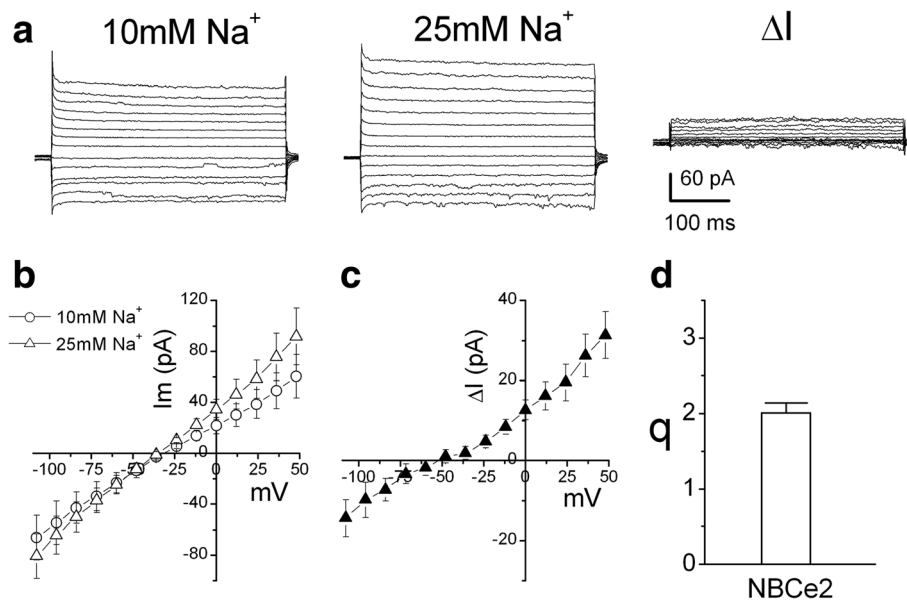 a 10mM Na⁺ 25mM Na⁺ ΔI
60 pA
100 ms
b c d
10mM Na⁺
25mM Na⁺
Im (pA)
120
80
40
0
-40
-80
-100 -75 -50 -25 0 25 50
mV
ΔI (pA)
40
20
0
-20
-100 -75 -50 -25 0 25 50
mV
q
3
2
1
0
NBCe2